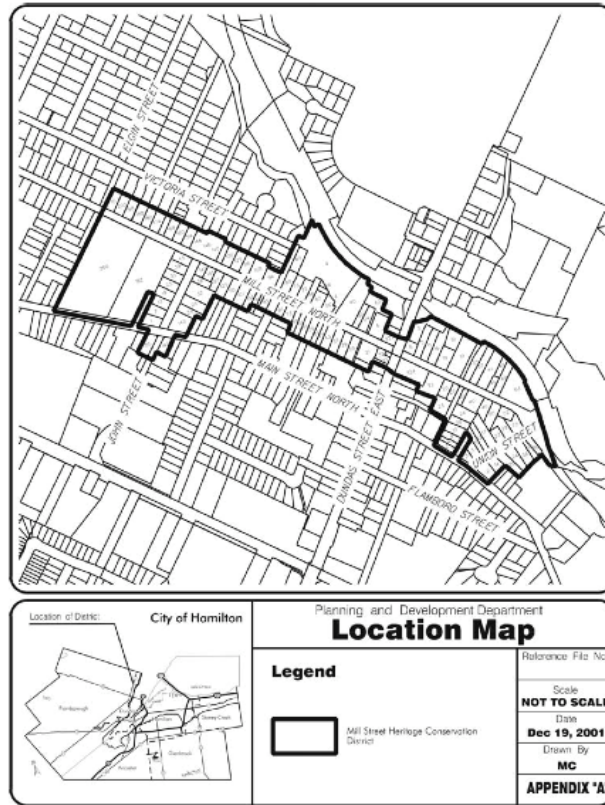 ELGIN STREET
VICTORIA STREET
MILL STREET NORTH
MAIN STREET NORTH
JOHN STREET
DUNDAS STREET EAST
UNION STREET
FLAMBORO STREET
Location of District:
City of Hamilton
Planning and Development Department
Location Map
Legend
Mill Street Heritage Conservation
District
Reference File No
Scale
NOT TO SCALE
Date
Dec 19, 2001
Drawn By
MC
APPENDIX "A